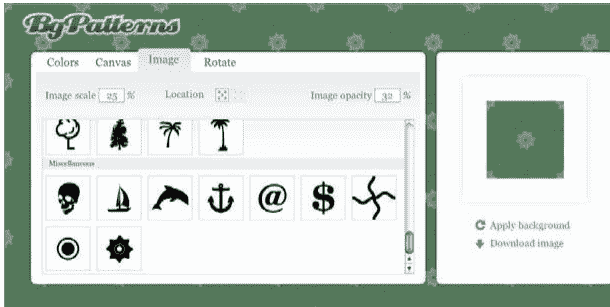 BgPatterns
Colors Canvas Image Rotate
Image scale 25 % Location Image opacity 32 %
Miscellaneous
@ $
Apply background
Download image